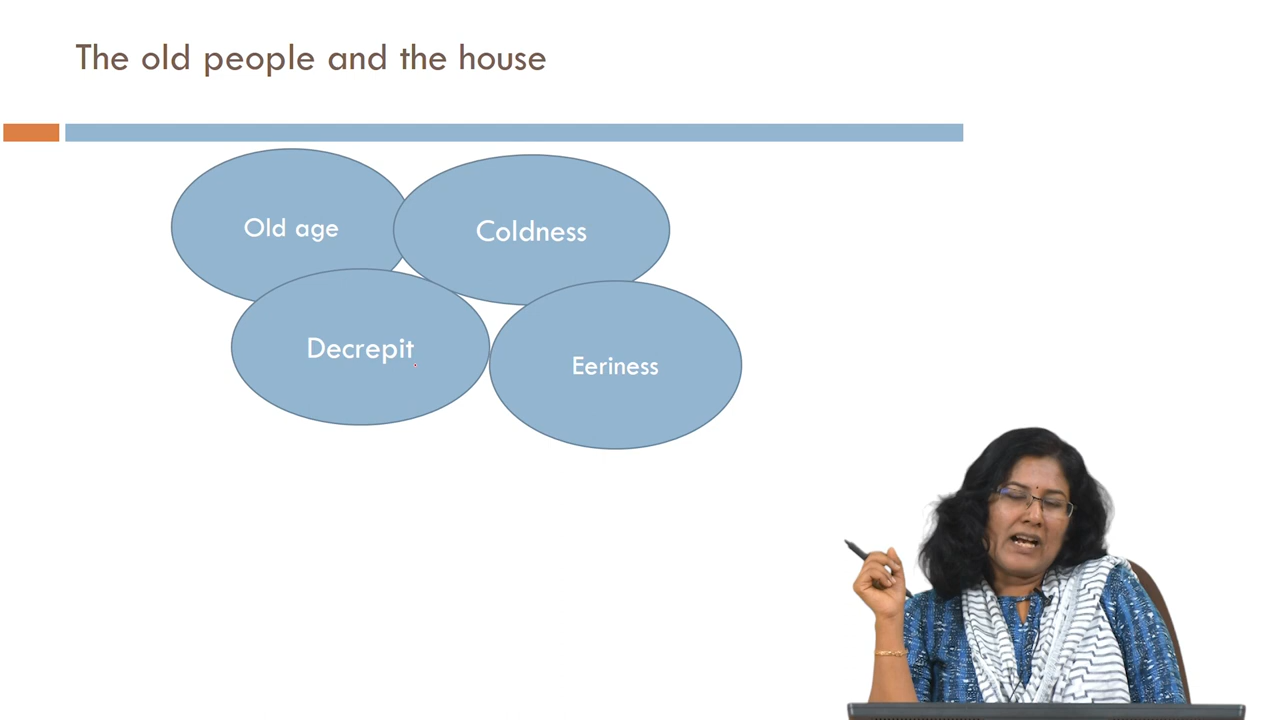 The old people and the house
Old age
Coldness
Decrepit
Eeriness